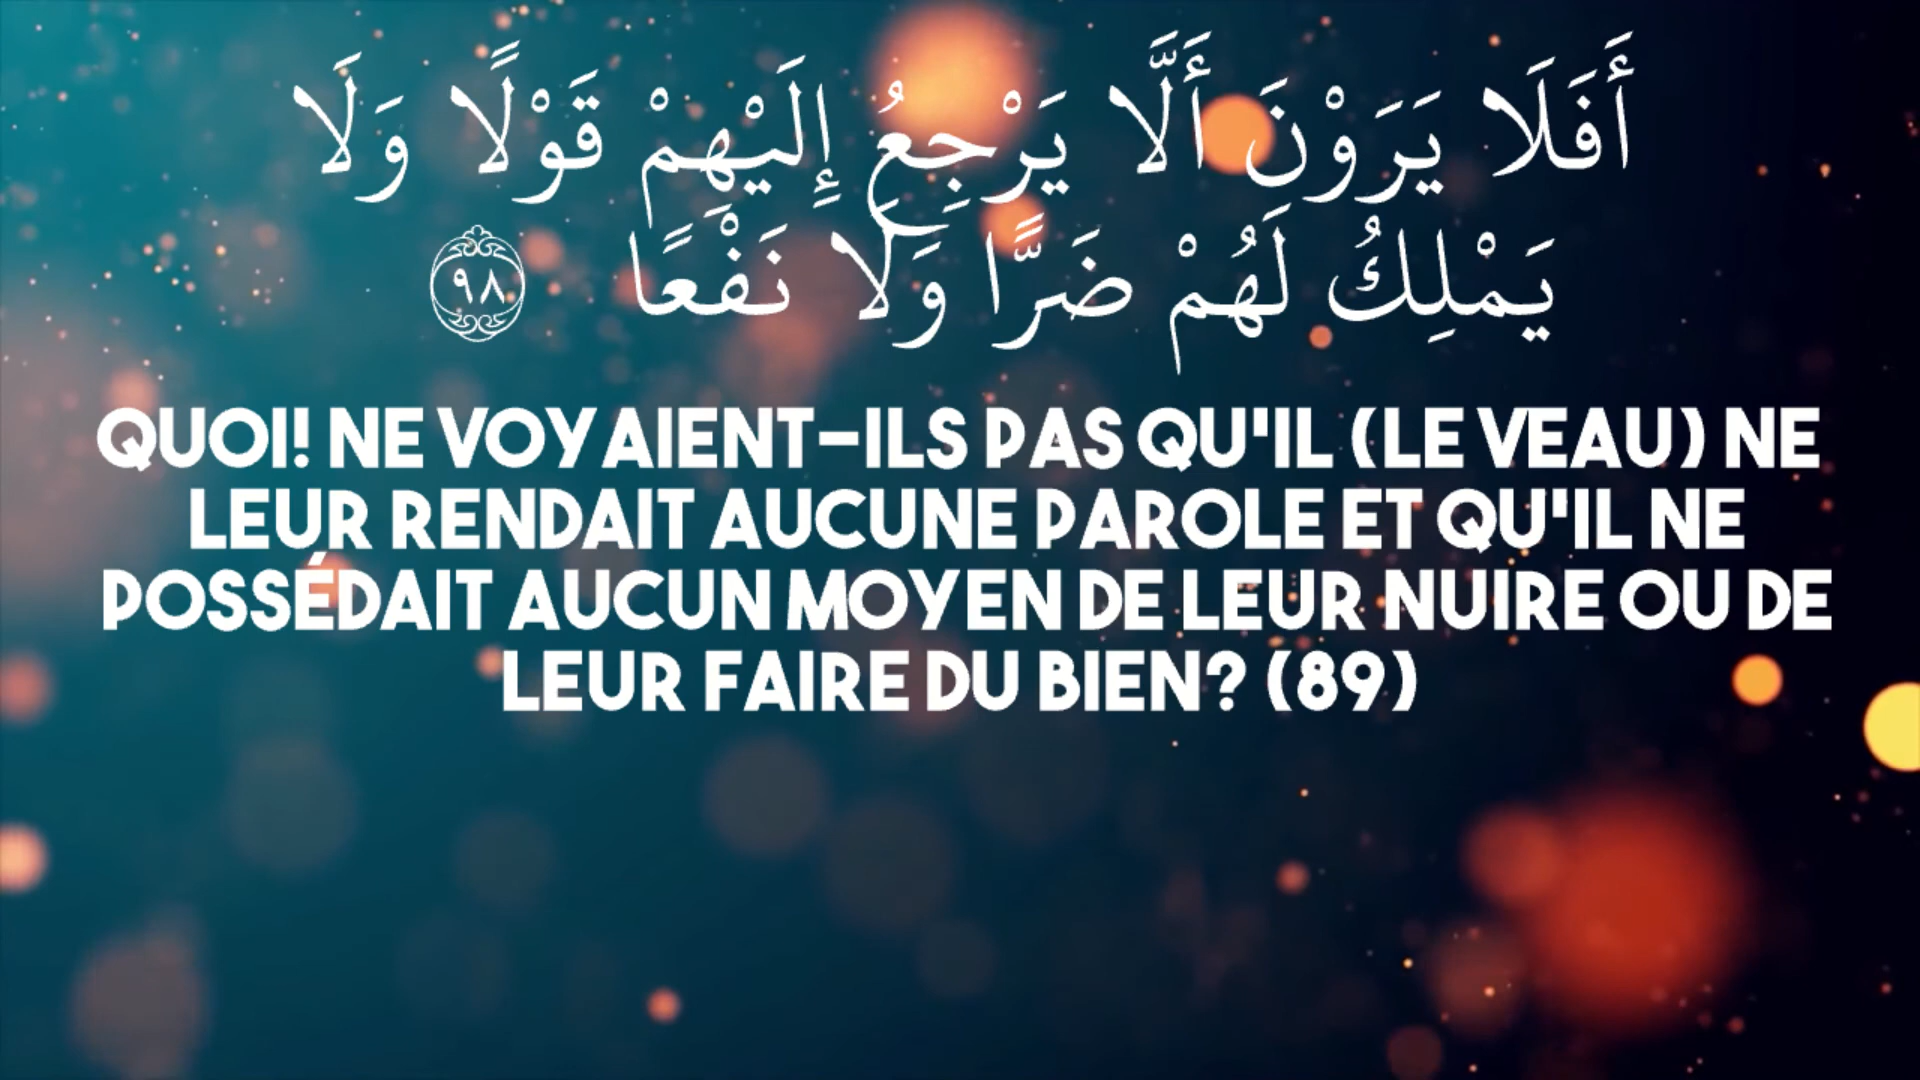 أَفَلَا يَرَوْنَ أَلَّا يَرْجِعُ إِلَيْهِمْ قَوْلًا وَلَا
يَمْلِكُ لَهُمْ ضَرًّا وَلَا نَفْعًا ٩٨
QUOI! NE VOYAIENT-ILS PAS QU'IL (LE VEAU) NE
LEUR RENDAIT AUCUNE PAROLE ET QU'IL NE
POSSÉDAIT AUCUN MOYEN DE LEUR NUIRE OU DE
LEUR FAIRE DU BIEN? (89)